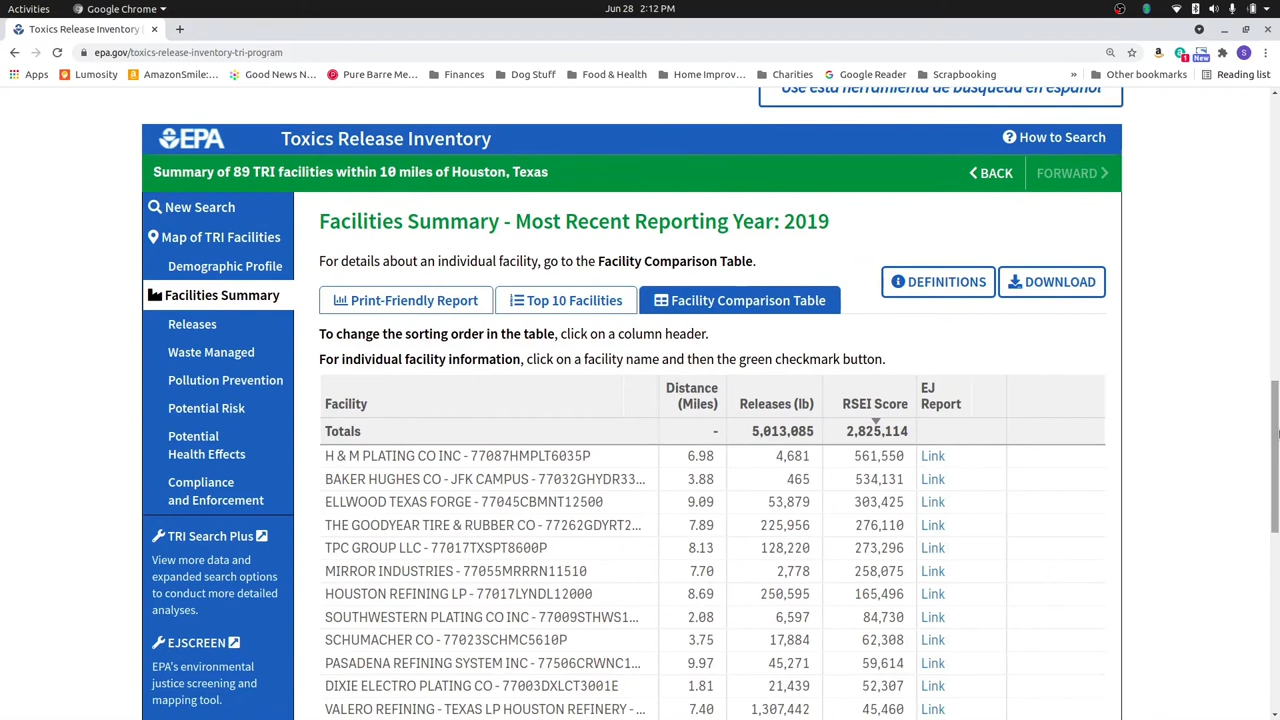 Activities
Google Chrome
Jun 28 2:12 PM
Toxics Release Inventory (
epa.gov/toxics-release-inventory-tri-program
1
New
S
Apps
Lumosity
AmazonSmile:...
Good News N...
Pure Barre Me...
Finances
Dog Stuff
Food & Health
Home Improv...
Charities
Google Reader
Scrapbooking
»
Other bookmarks
Reading list
Use esta herramienta de búsqueda en español
EPA
Toxics Release Inventory
How to Search
Summary of 89 TRI facilities within 10 miles of Houston, Texas
BACK
FORWARD
New Search
Map of TRI Facilities
Demographic Profile
Facilities Summary
Releases
Waste Managed
Pollution Prevention
Potential Risk
Potential
Health Effects
Compliance
and Enforcement
TRI Search Plus
View more data and
expanded search options
to conduct more detailed
analyses.
EJSCREEN
EPA's environmental
justice screening and
mapping tool.
Facilities Summary - Most Recent Reporting Year: 2019
For details about an individual facility, go to the Facility Comparison Table.
DEFINITIONS
DOWNLOAD
Print-Friendly Report
Top 10 Facilities
Facility Comparison Table
To change the sorting order in the table, click on a column header.
For individual facility information, click on a facility name and then the green checkmark button.
Facility Distance (Miles) Releases (lb) RSEI Score EJ Report
Totals - 5,013,085 2,825,114
H & M PLATING CO INC - 77087HMPLT6035P 6.98 4,681 561,550 Link
BAKER HUGHES CO - JFK CAMPUS - 77032GHYDR33... 3.88 465 534,131 Link
ELLWOOD TEXAS FORGE - 77045CBMNT12500 9.09 53,879 303,425 Link
THE GOODYEAR TIRE & RUBBER CO - 77262GDYRT2... 7.89 225,956 276,110 Link
TPC GROUP LLC - 77017TXSPT8600P 8.13 128,220 273,296 Link
MIRROR INDUSTRIES - 77055MRRRN11510 7.70 2,778 258,075 Link
HOUSTON REFINING LP - 77017LYNDL12000 8.69 250,595 165,496 Link
SOUTHWESTERN PLATING CO INC - 77009STHWS1... 2.08 6,597 84,730 Link
SCHUMACHER CO - 77023SCHMC5610P 3.75 17,884 62,308 Link
PASADENA REFINING SYSTEM INC - 77506CRWNC1... 9.97 45,271 59,614 Link
DIXIE ELECTRO PLATING CO - 77003DXLCT3001E 1.81 21,439 52,307 Link
VALERO REFINING - TEXAS LP HOUSTON REFINERY - ... 7.40 1,307,442 45,460 Link